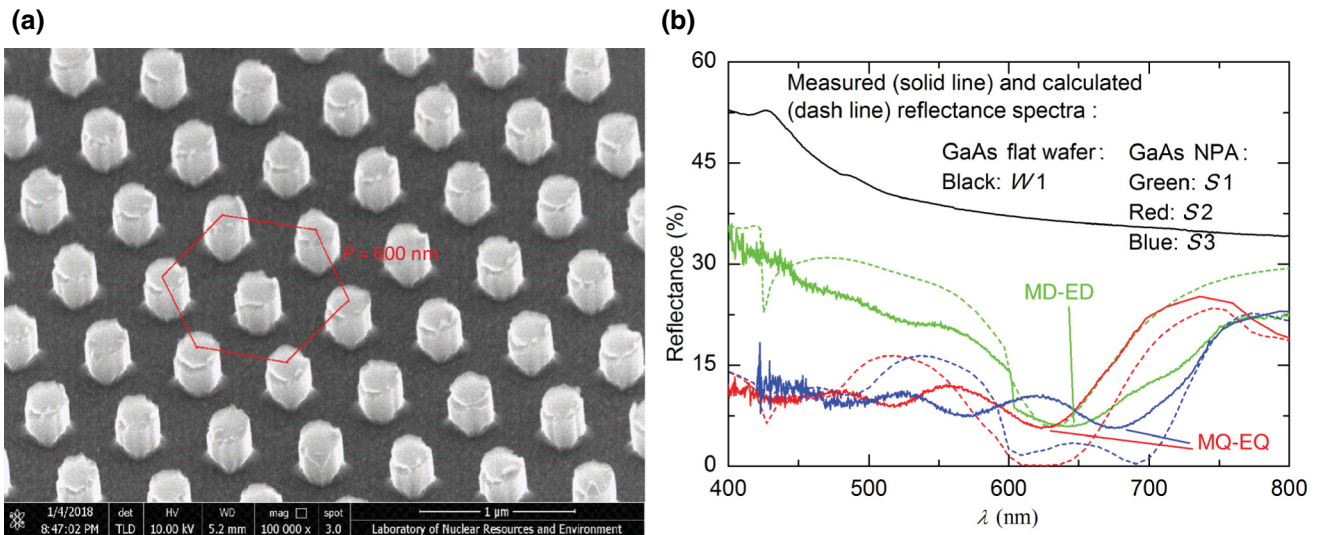 (a)
P = 600 nm
1/4/2018 det HV WD mag □ spot 1 µm
8:47:02 PM TLD 10.00 kV 5.2 mm 100 000 x 3.0 Laboratory of Nuclear Resources and Environment
(b)
Measured (solid line) and calculated
(dash line) reflectance spectra :
GaAs flat wafer : GaAs NPA :
Black: W1 Green: S1
Red: S2
Blue: S3
MD-ED
MQ-EQ
Reflectance (%)
60
45
30
15
0
400 500 600 700 800
λ (nm)